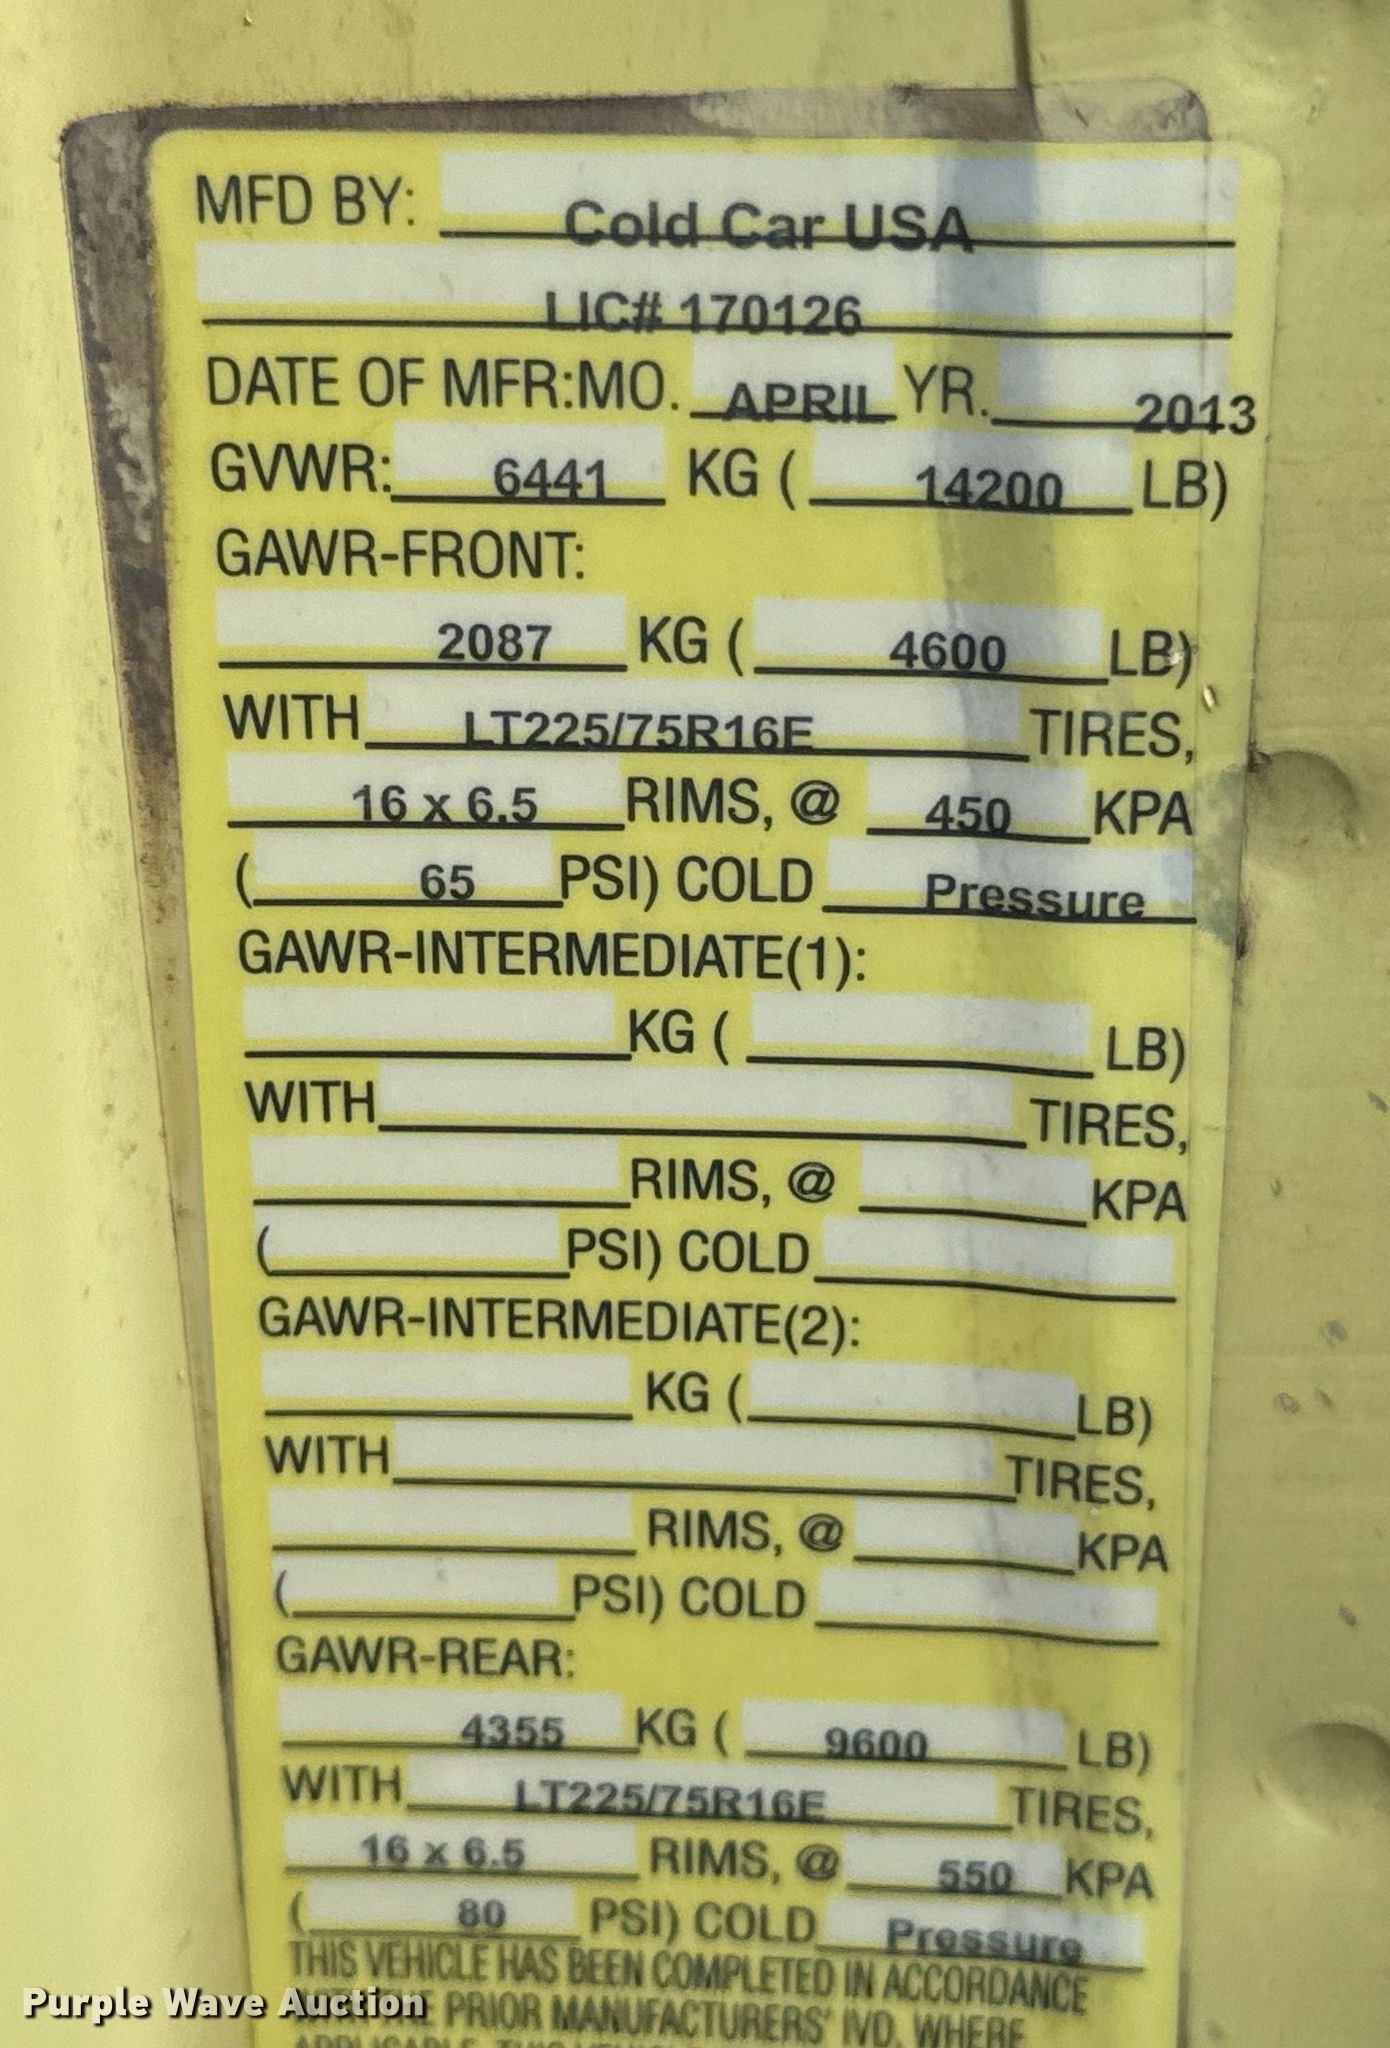 MFD BY: Cold Car USA
LIC# 170126
DATE OF MFR:MO. APRIL YR. 2013
GVWR: 6441 KG ( 14200 LB)
GAWR-FRONT:
2087 KG ( 4600 LB)
WITH LT225/75R16E TIRES,
16 x 6.5 RIMS, @ 450 KPA
( 65 PSI) COLD Pressure
GAWR-INTERMEDIATE(1):
KG ( LB)
WITH TIRES,
RIMS, @ KPA
( PSI) COLD
GAWR-INTERMEDIATE(2):
KG ( LB)
WITH TIRES,
RIMS, @ KPA
( PSI) COLD
GAWR-REAR:
4355 KG ( 9600 LB)
WITH LT225/75R16E TIRES,
16 x 6.5 RIMS, @ 550 KPA
( 80 PSI) COLD Pressure
THIS VEHICLE HAS BEEN COMPLETED IN ACCORDANCE
PRIOR MANUFACTURERS' IVD, WHERE
Purple Wave Auction